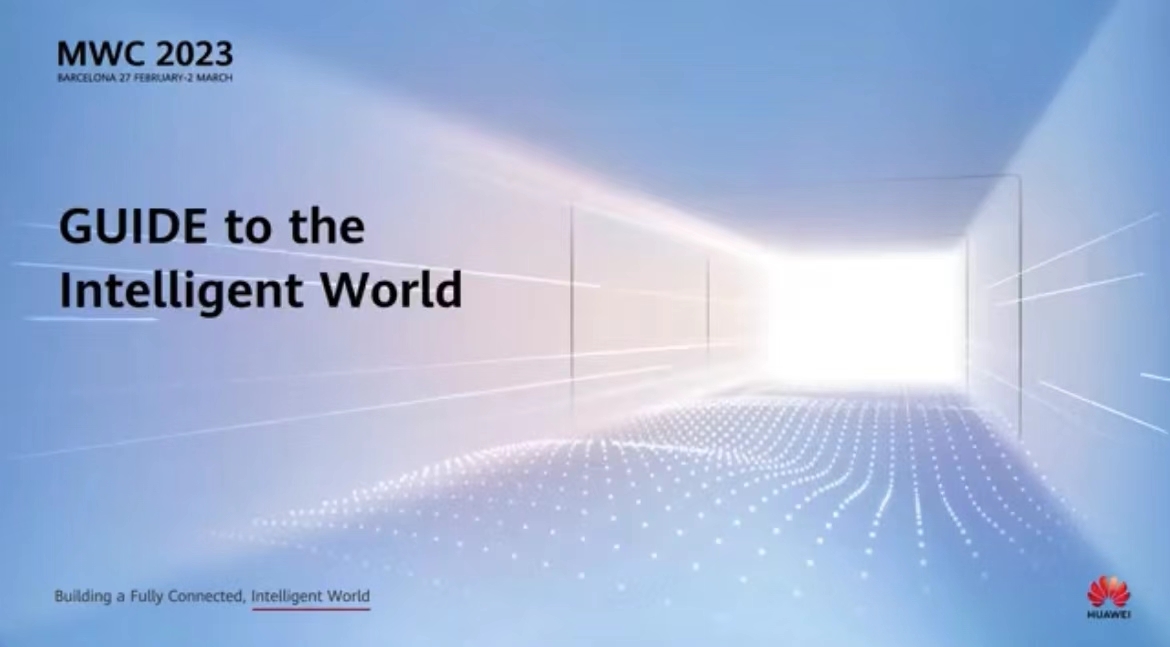 MWC 2023
BARCELONA 27 FEBRUARY-2 MARCH
GUIDE to the
Intelligent World
Building a Fully Connected, Intelligent World
HUAWEI